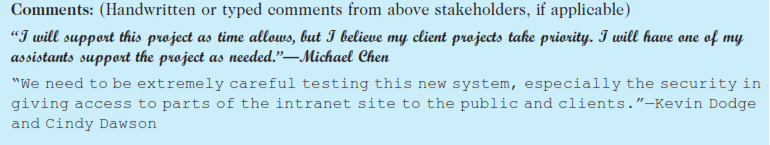 Comments: (Handwritten or typed comments from above stakeholders, if applicable)
“I will support this project as time allows, but I believe my client projects take priority. I will have one of my
assistants support the project as needed.”—Michael Chen
“We need to be extremely careful testing this new system, especially the security in
giving access to parts of the intranet site to the public and clients.”—Kevin Dodge
and Cindy Dawson